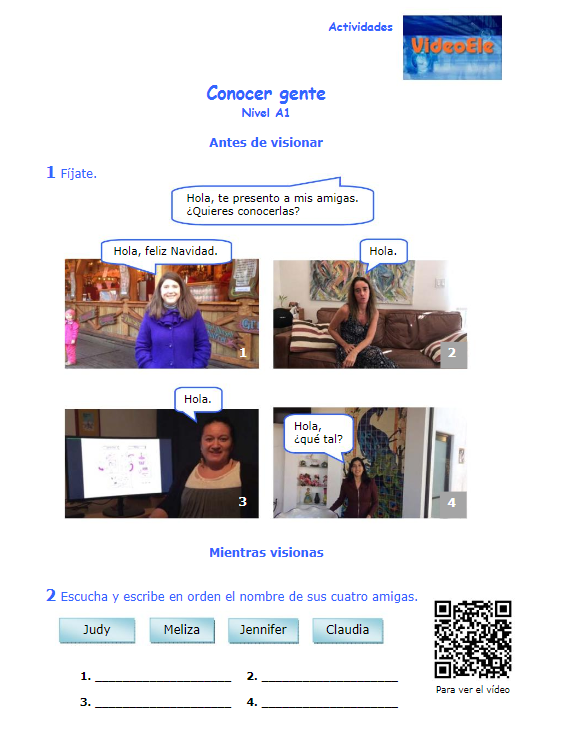 Actividades
VideoEle
Conocer gente
Nivel A1
Antes de visionar
1 Fíjate.
Hola, te presento a mis amigas.
¿Quieres conocerlas?
Hola, feliz Navidad.
Hola.
1
2
Hola.
Hola,
¿qué tal?
3
4
Mientras visionas
2 Escucha y escribe en orden el nombre de sus cuatro amigas.
Judy Meliza Jennifer Claudia
1. ____________________ 2. ____________________
3. ____________________ 4. ____________________
Para ver el vídeo